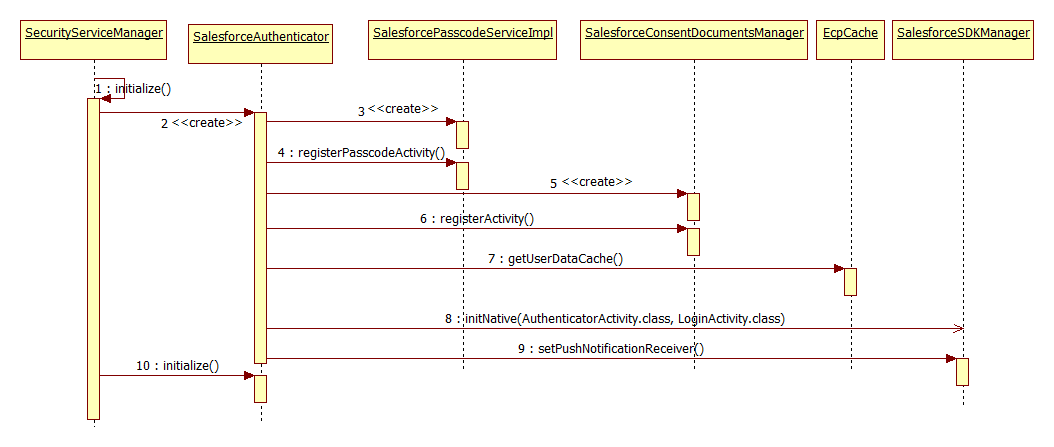 SecurityServiceManager
SalesforceAuthenticator
SalesforcePasscodeServiceImpl
SalesforceConsentDocumentsManager
EcpCache
SalesforceSDKManager
1 : initialize()
2 <<create>>
3 <<create>>
4 : registerPasscodeActivity()
5 <<create>>
6 : registerActivity()
7 : getUserDataCache()
8 : initNative(AuthenticatorActivity.class, LoginActivity.class)
9 : setPushNotificationReceiver()
10 : initialize()